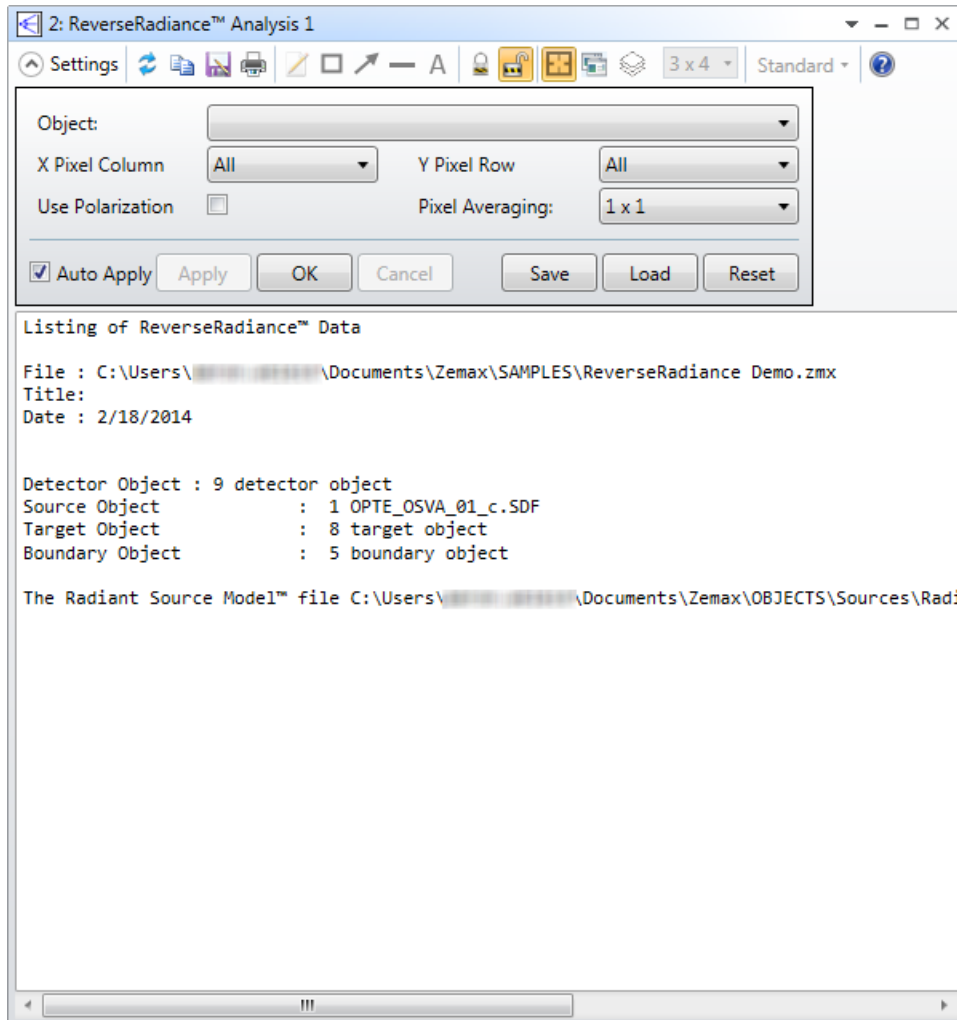 2: ReverseRadiance™ Analysis 1
Settings A 3 x 4 Standard
Object:
X Pixel Column All Y Pixel Row All
Use Polarization Pixel Averaging: 1 x 1
Auto Apply Apply OK Cancel Save Load Reset
Listing of ReverseRadiance™ Data
File : C:\Users\ \Documents\Zemax\SAMPLES\ReverseRadiance Demo.zmx
Title:
Date : 2/18/2014
Detector Object : 9 detector object
Source Object : 1 OPTE_OSVA_01_c.SDF
Target Object : 8 target object
Boundary Object : 5 boundary object
The Radiant Source Model™ file C:\Users\ \Documents\Zemax\OBJECTS\Sources\Radi